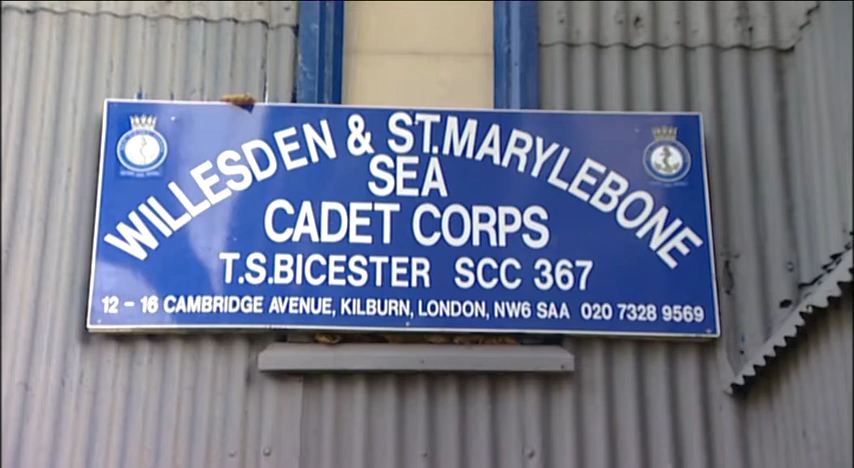 WILLESDEN & ST.MARYLEBONE
SEA
CADET CORPS
T.S.BICESTER SCC 367
12 - 16 CAMBRIDGE AVENUE, KILBURN, LONDON, NW6 5AA 020 7328 9569